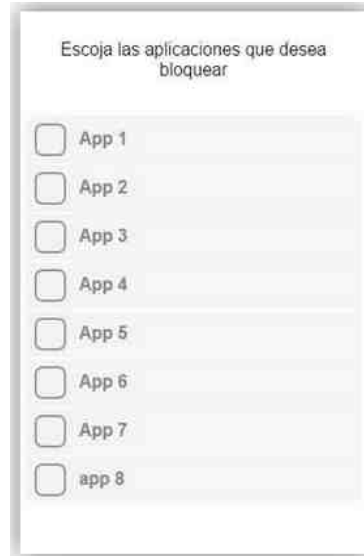 Escoja las aplicaciones que desea
bloquear
App 1
App 2
App 3
App 4
App 5
App 6
App 7
app 8